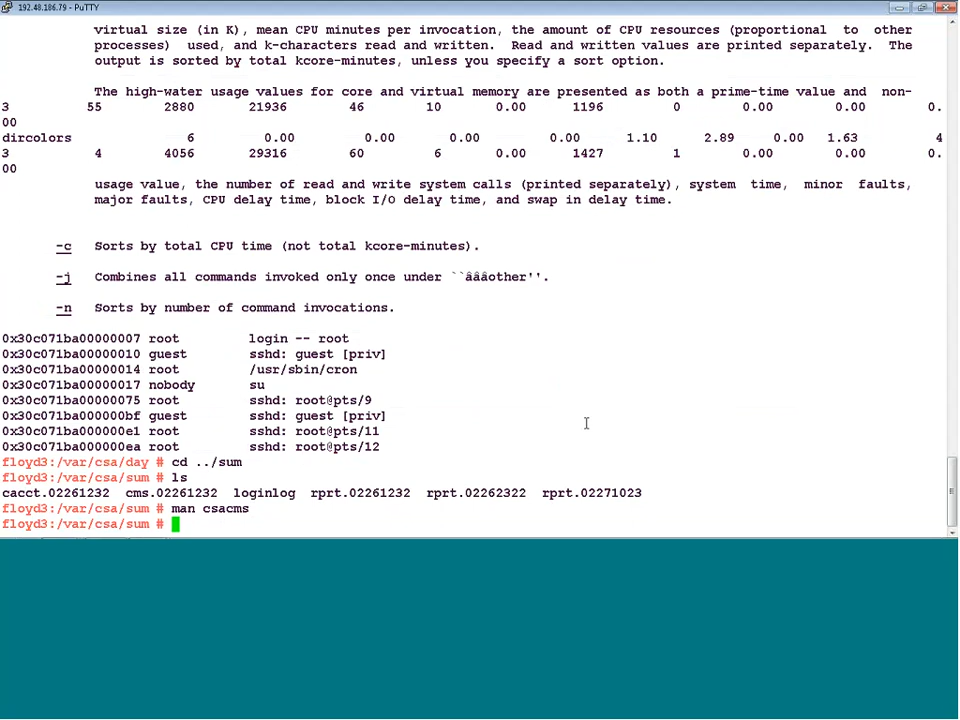 192.48.186.79 - PuTTY
virtual size (in K), mean CPU minutes per invocation, the amount of CPU resources (proportional to other
processes) used, and k-characters read and written. Read and written values are printed separately. The
output is sorted by total kcore-minutes, unless you specify a sort option.
The high-water usage values for core and virtual memory are presented as both a prime-time value and non-
3 55 2880 21936 46 10 0.00 1196 0 0.00 0.00 0.
00
dircolors 6 0.00 0.00 0.00 0.00 1.10 2.89 0.00 1.63 4
3 4 4056 29316 60 6 0.00 1427 1 0.00 0.00 0.
00
usage value, the number of read and write system calls (printed separately), system time, minor faults,
major faults, CPU delay time, block I/O delay time, and swap in delay time.
-c Sorts by total CPU time (not total kcore-minutes).
-j Combines all commands invoked only once under ``âââother''.
-n Sorts by number of command invocations.
0x30c071ba00000007 root login -- root
0x30c071ba00000010 guest sshd: guest [priv]
0x30c071ba00000014 root /usr/sbin/cron
0x30c071ba00000017 nobody su
0x30c071ba00000075 root sshd: root@pts/9
0x30c071ba000000bf guest sshd: guest [priv]
0x30c071ba000000e1 root sshd: root@pts/11
0x30c071ba000000ea root sshd: root@pts/12
floyd3:/var/csa/day # cd ../sum
floyd3:/var/csa/sum # ls
cacct.02261232 cms.02261232 loginlog rprt.02261232 rprt.02262322 rprt.02271023
floyd3:/var/csa/sum # man csacms
floyd3:/var/csa/sum #